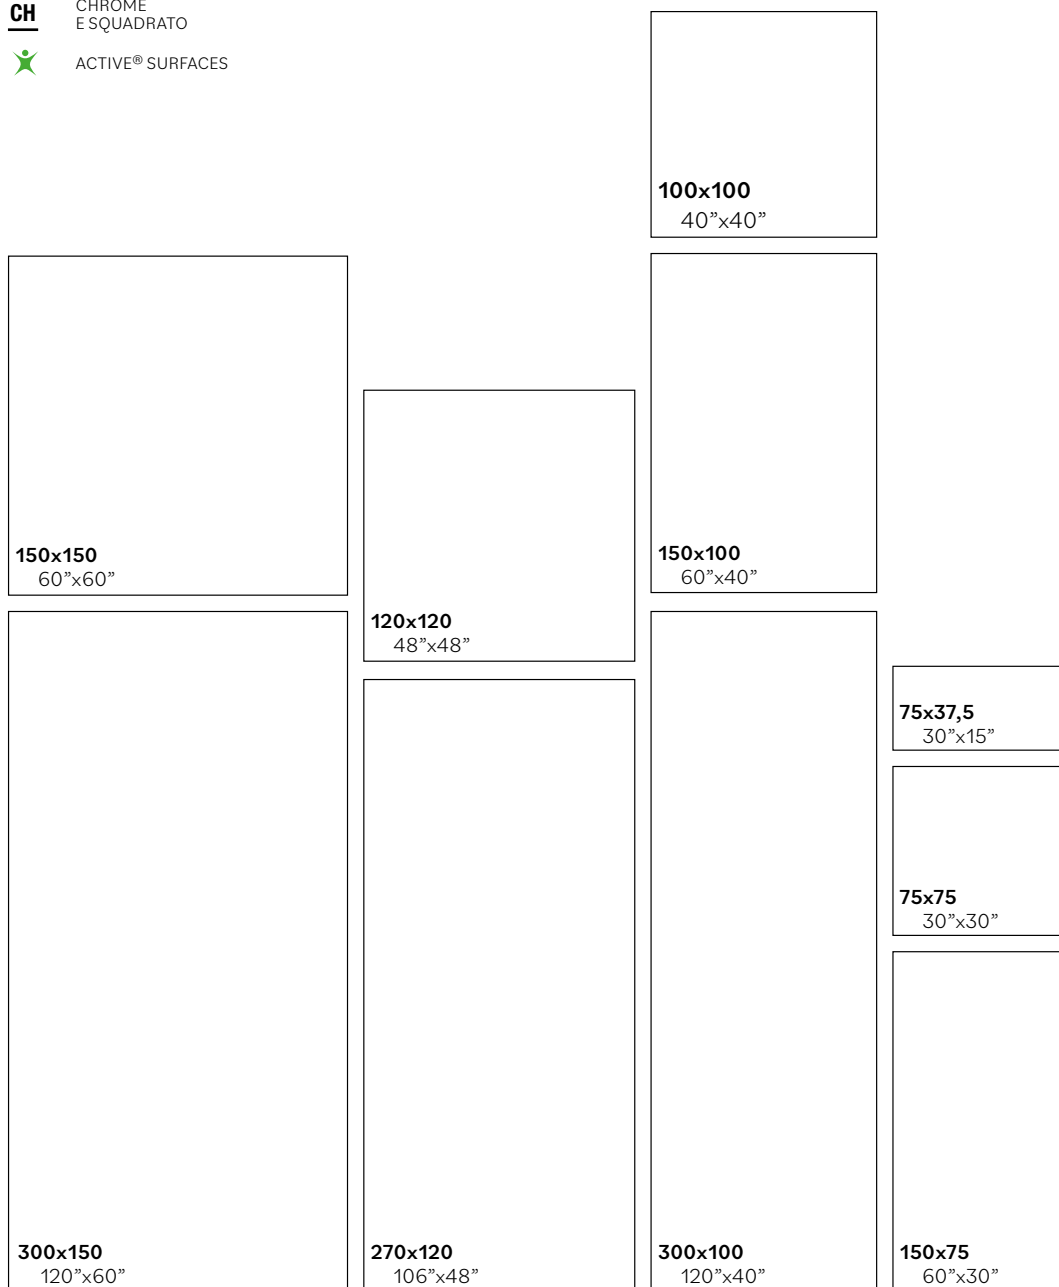 CH
CHROME
E SQUADRATO
ACTIVE® SURFACES
100x100
40”x40”
150x150
60”x60”
150x100
60”x40”
120x120
48”x48”
75x37,5
30”x15”
75x75
30”x30”
300x150
120”x60”
270x120
106”x48”
300x100
120”x40”
150x75
60”x30”